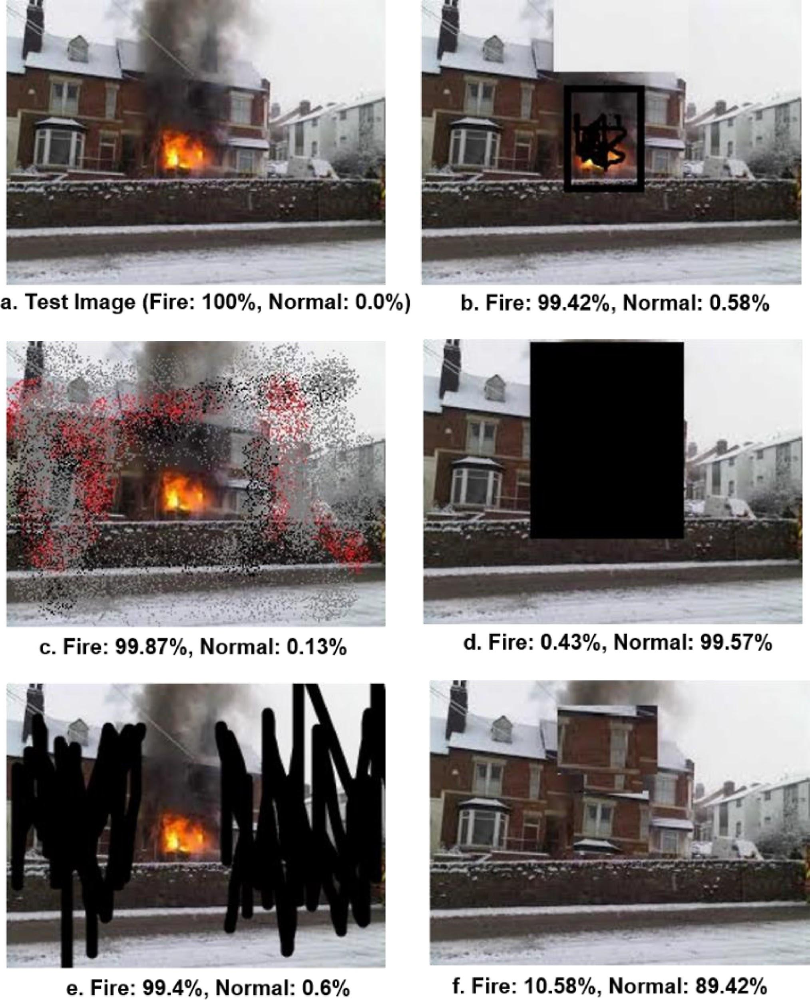 a. Test Image (Fire: 100%, Normal: 0.0%)
b. Fire: 99.42%, Normal: 0.58%
c. Fire: 99.87%, Normal: 0.13%
d. Fire: 0.43%, Normal: 99.57%
e. Fire: 99.4%, Normal: 0.6%
f. Fire: 10.58%, Normal: 89.42%